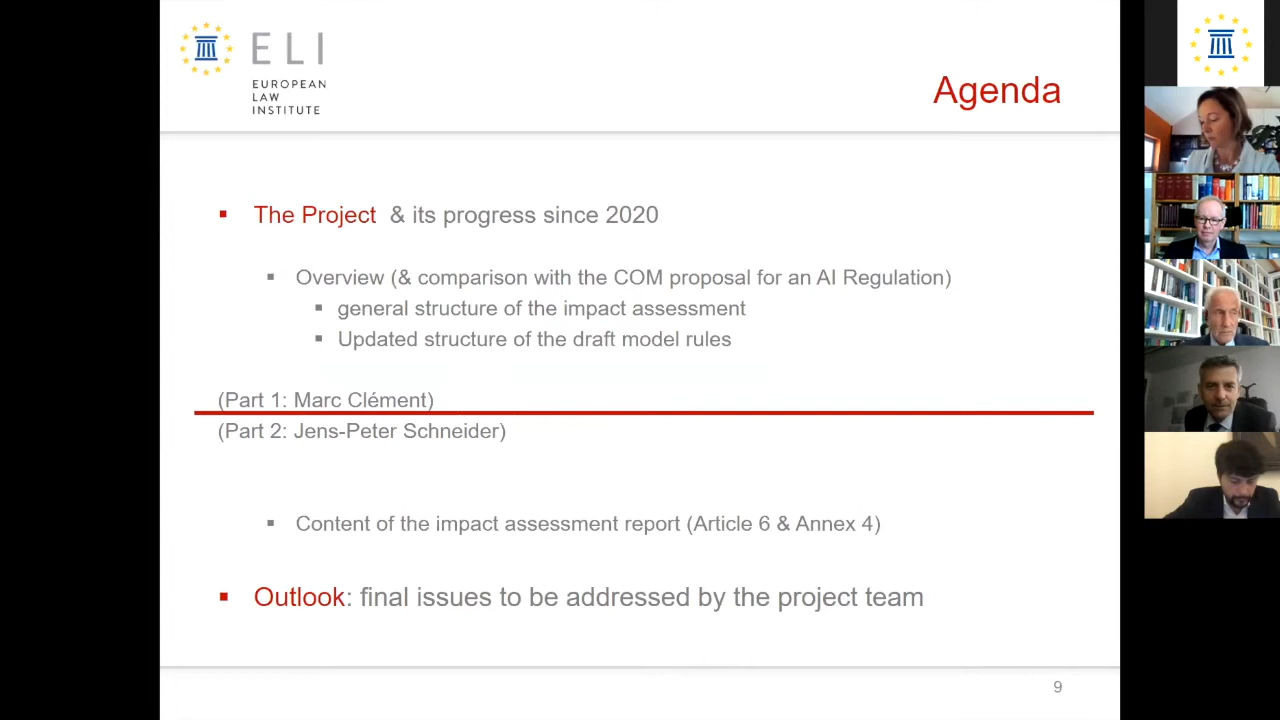 ELI
EUROPEAN
LAW
INSTITUTE
Agenda
▪ The Project & its progress since 2020
▪ Overview (& comparison with the COM proposal for an AI Regulation)
▪ general structure of the impact assessment
▪ Updated structure of the draft model rules
(Part 1: Marc Clément)
(Part 2: Jens-Peter Schneider)
▪ Content of the impact assessment report (Article 6 & Annex 4)
▪ Outlook: final issues to be addressed by the project team
9